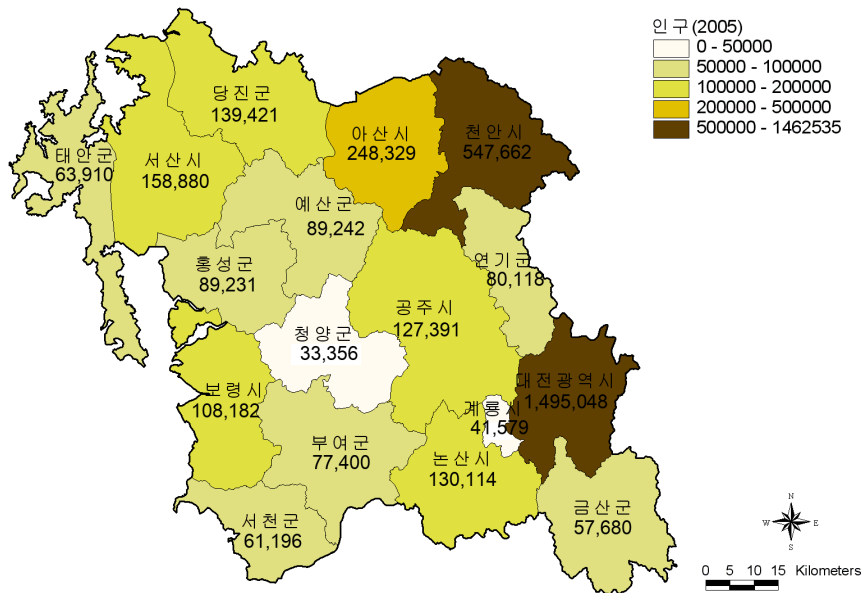 인구(2005)
0 - 50000
50000 - 100000
100000 - 200000
200000 - 500000
500000 - 1462535
당진군
139,421
아산시
248,329
천안시
547,662
태안군
63,910
서산시
158,880
예산군
89,242
홍성군
89,231
연기군
80,118
공주시
127,391
청양군
33,356
대전광역시
1,495,048
보령시
108,182
계룡시
41,579
부여군
77,400
논산시
130,114
서천군
61,196
금산군
57,680
N
W E
S
0 5 10 15 Kilometers